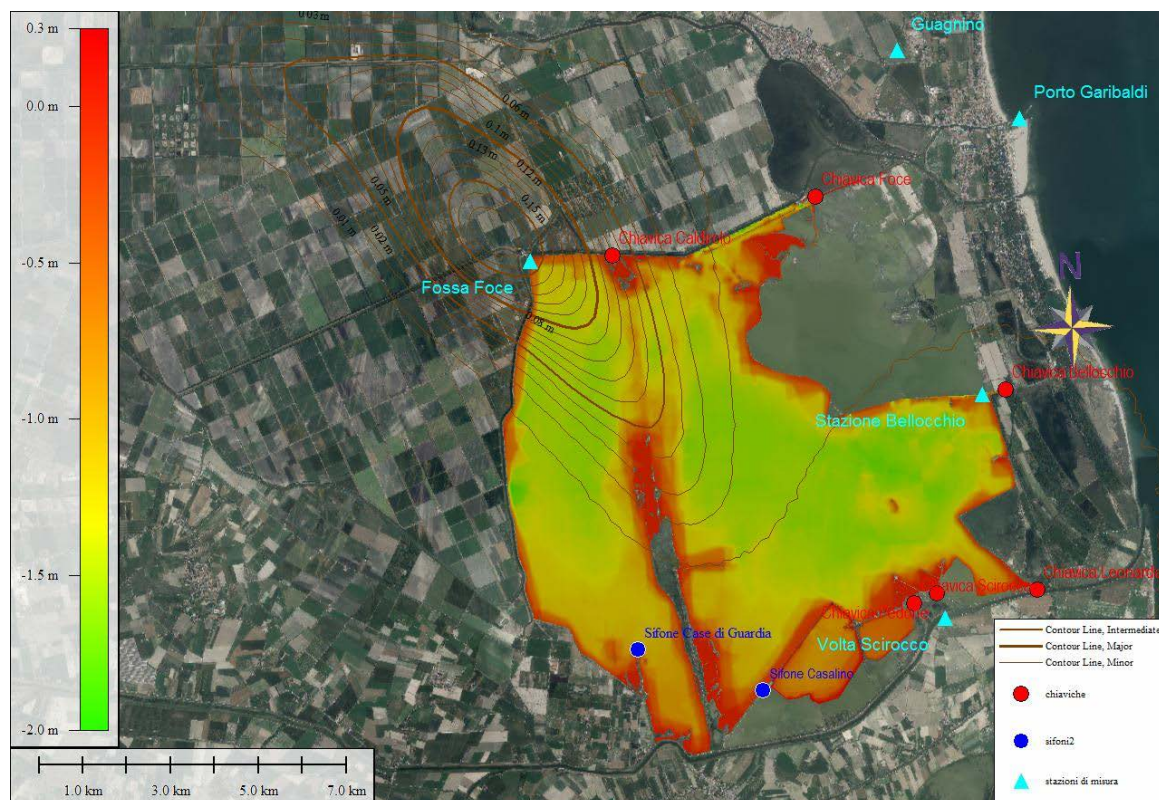 0.3 m
0.0 m
-0.5 m
-1.0 m
-1.5 m
-2.0 m
1.0 km
3.0 km
5.0 km
7.0 km
0.03 m
0.06 m
0.1 m
0.13 m
0.12 m
0.15 m
0.05 m
0.01 m
0.02 m
0.08 m
Guagnino
Porto Garibaldi
Chiavica Foce
Chiavica Caldirolo
Fossa Foce
N
Chiavica Bellocchio
Stazione Bellocchio
Chiavica
Volta Scirocco
Sifone Case di Guardia
Sifone Casalino
Contour Line, Intermediate
Contour Line, Major
Contour Line, Minor
chiaviche
sifoni2
stazioni di misura